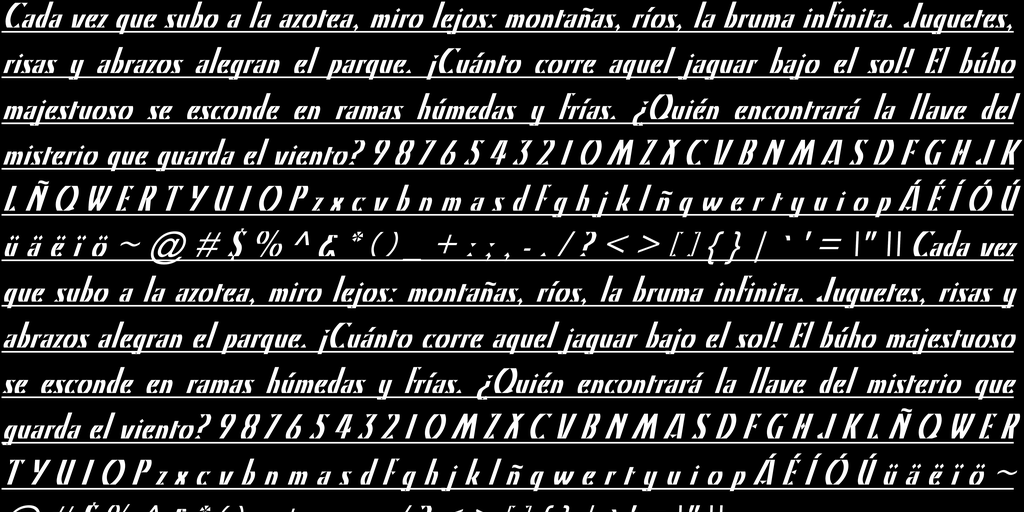 Cada vez que subo a la azotea, miro lejos: montañas, ríos, la bruma infinita. Juguetes,
risas y abrazos alegran el parque. ¡Cuánto corre aquel jaguar bajo el sol! El búho
majestuoso se esconde en ramas húmedas y frías. ¿Quién encontrará la llave del
misterio que guarda el viento? 9 8 7 6 5 4 3 2 1 0 M Z X C V B N M A S D F G H J K
L Ñ Q W E R T Y U I O P z x c v b n m a s d f g h j k l ñ q w e r t y u i o p Á É Í Ó Ú
ü ä ë ï ö ~ @ # $ % ^ & * ( ) _ + : ; , - . / ? < > [ ] { } | ` ' = \ " || Cada vez
que subo a la azotea, miro lejos: montañas, ríos, la bruma infinita. Juguetes, risas y
abrazos alegran el parque. ¡Cuánto corre aquel jaguar bajo el sol! El búho majestuoso
se esconde en ramas húmedas y frías. ¿Quién encontrará la llave del misterio que
guarda el viento? 9 8 7 6 5 4 3 2 1 0 M Z X C V B N M A S D F G H J K L Ñ Q W E R
T Y U I O P z x c v b n m a s d f g h j k l ñ q w e r t y u i o p Á É Í Ó Ú ü ä ë ï ö ~